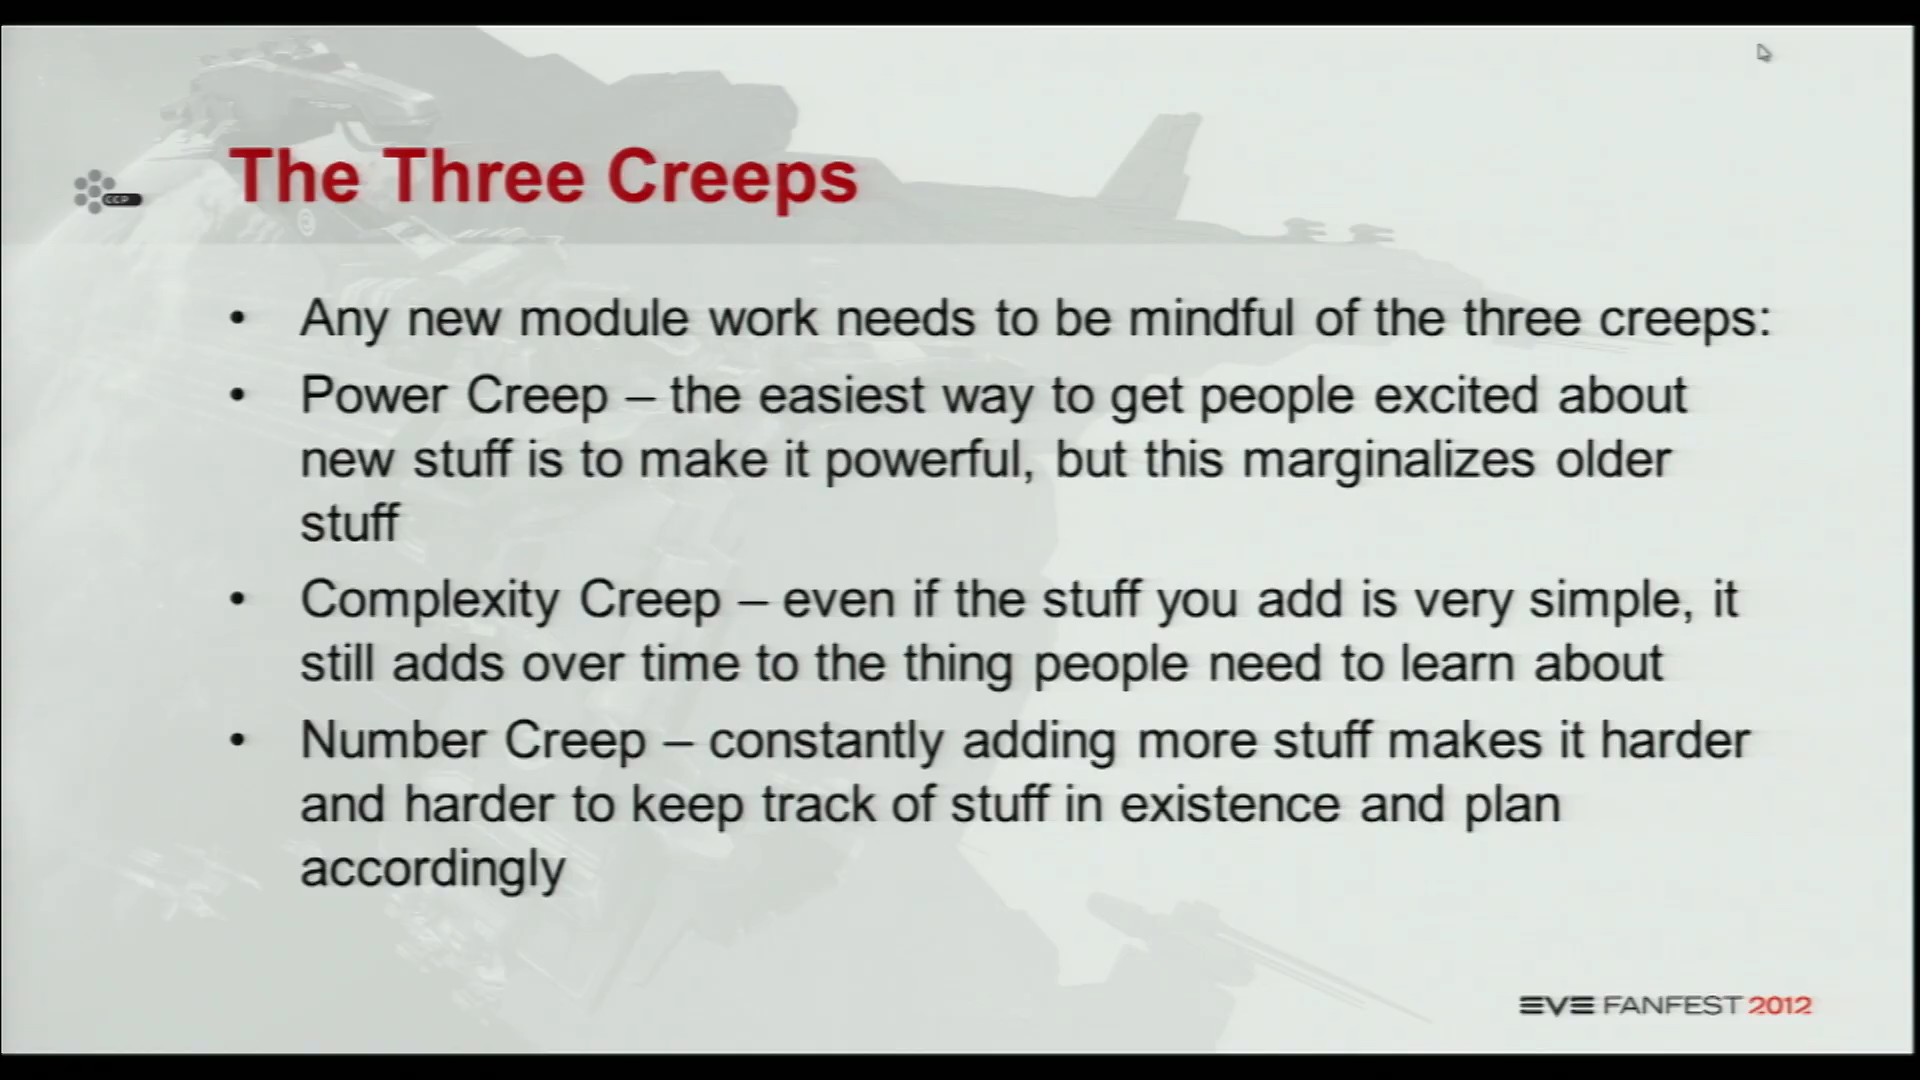 The Three Creeps
CCP
• Any new module work needs to be mindful of the three creeps:
• Power Creep – the easiest way to get people excited about
new stuff is to make it powerful, but this marginalizes older
stuff
• Complexity Creep – even if the stuff you add is very simple, it
still adds over time to the thing people need to learn about
• Number Creep – constantly adding more stuff makes it harder
and harder to keep track of stuff in existence and plan
accordingly
EVE FANFEST 2012